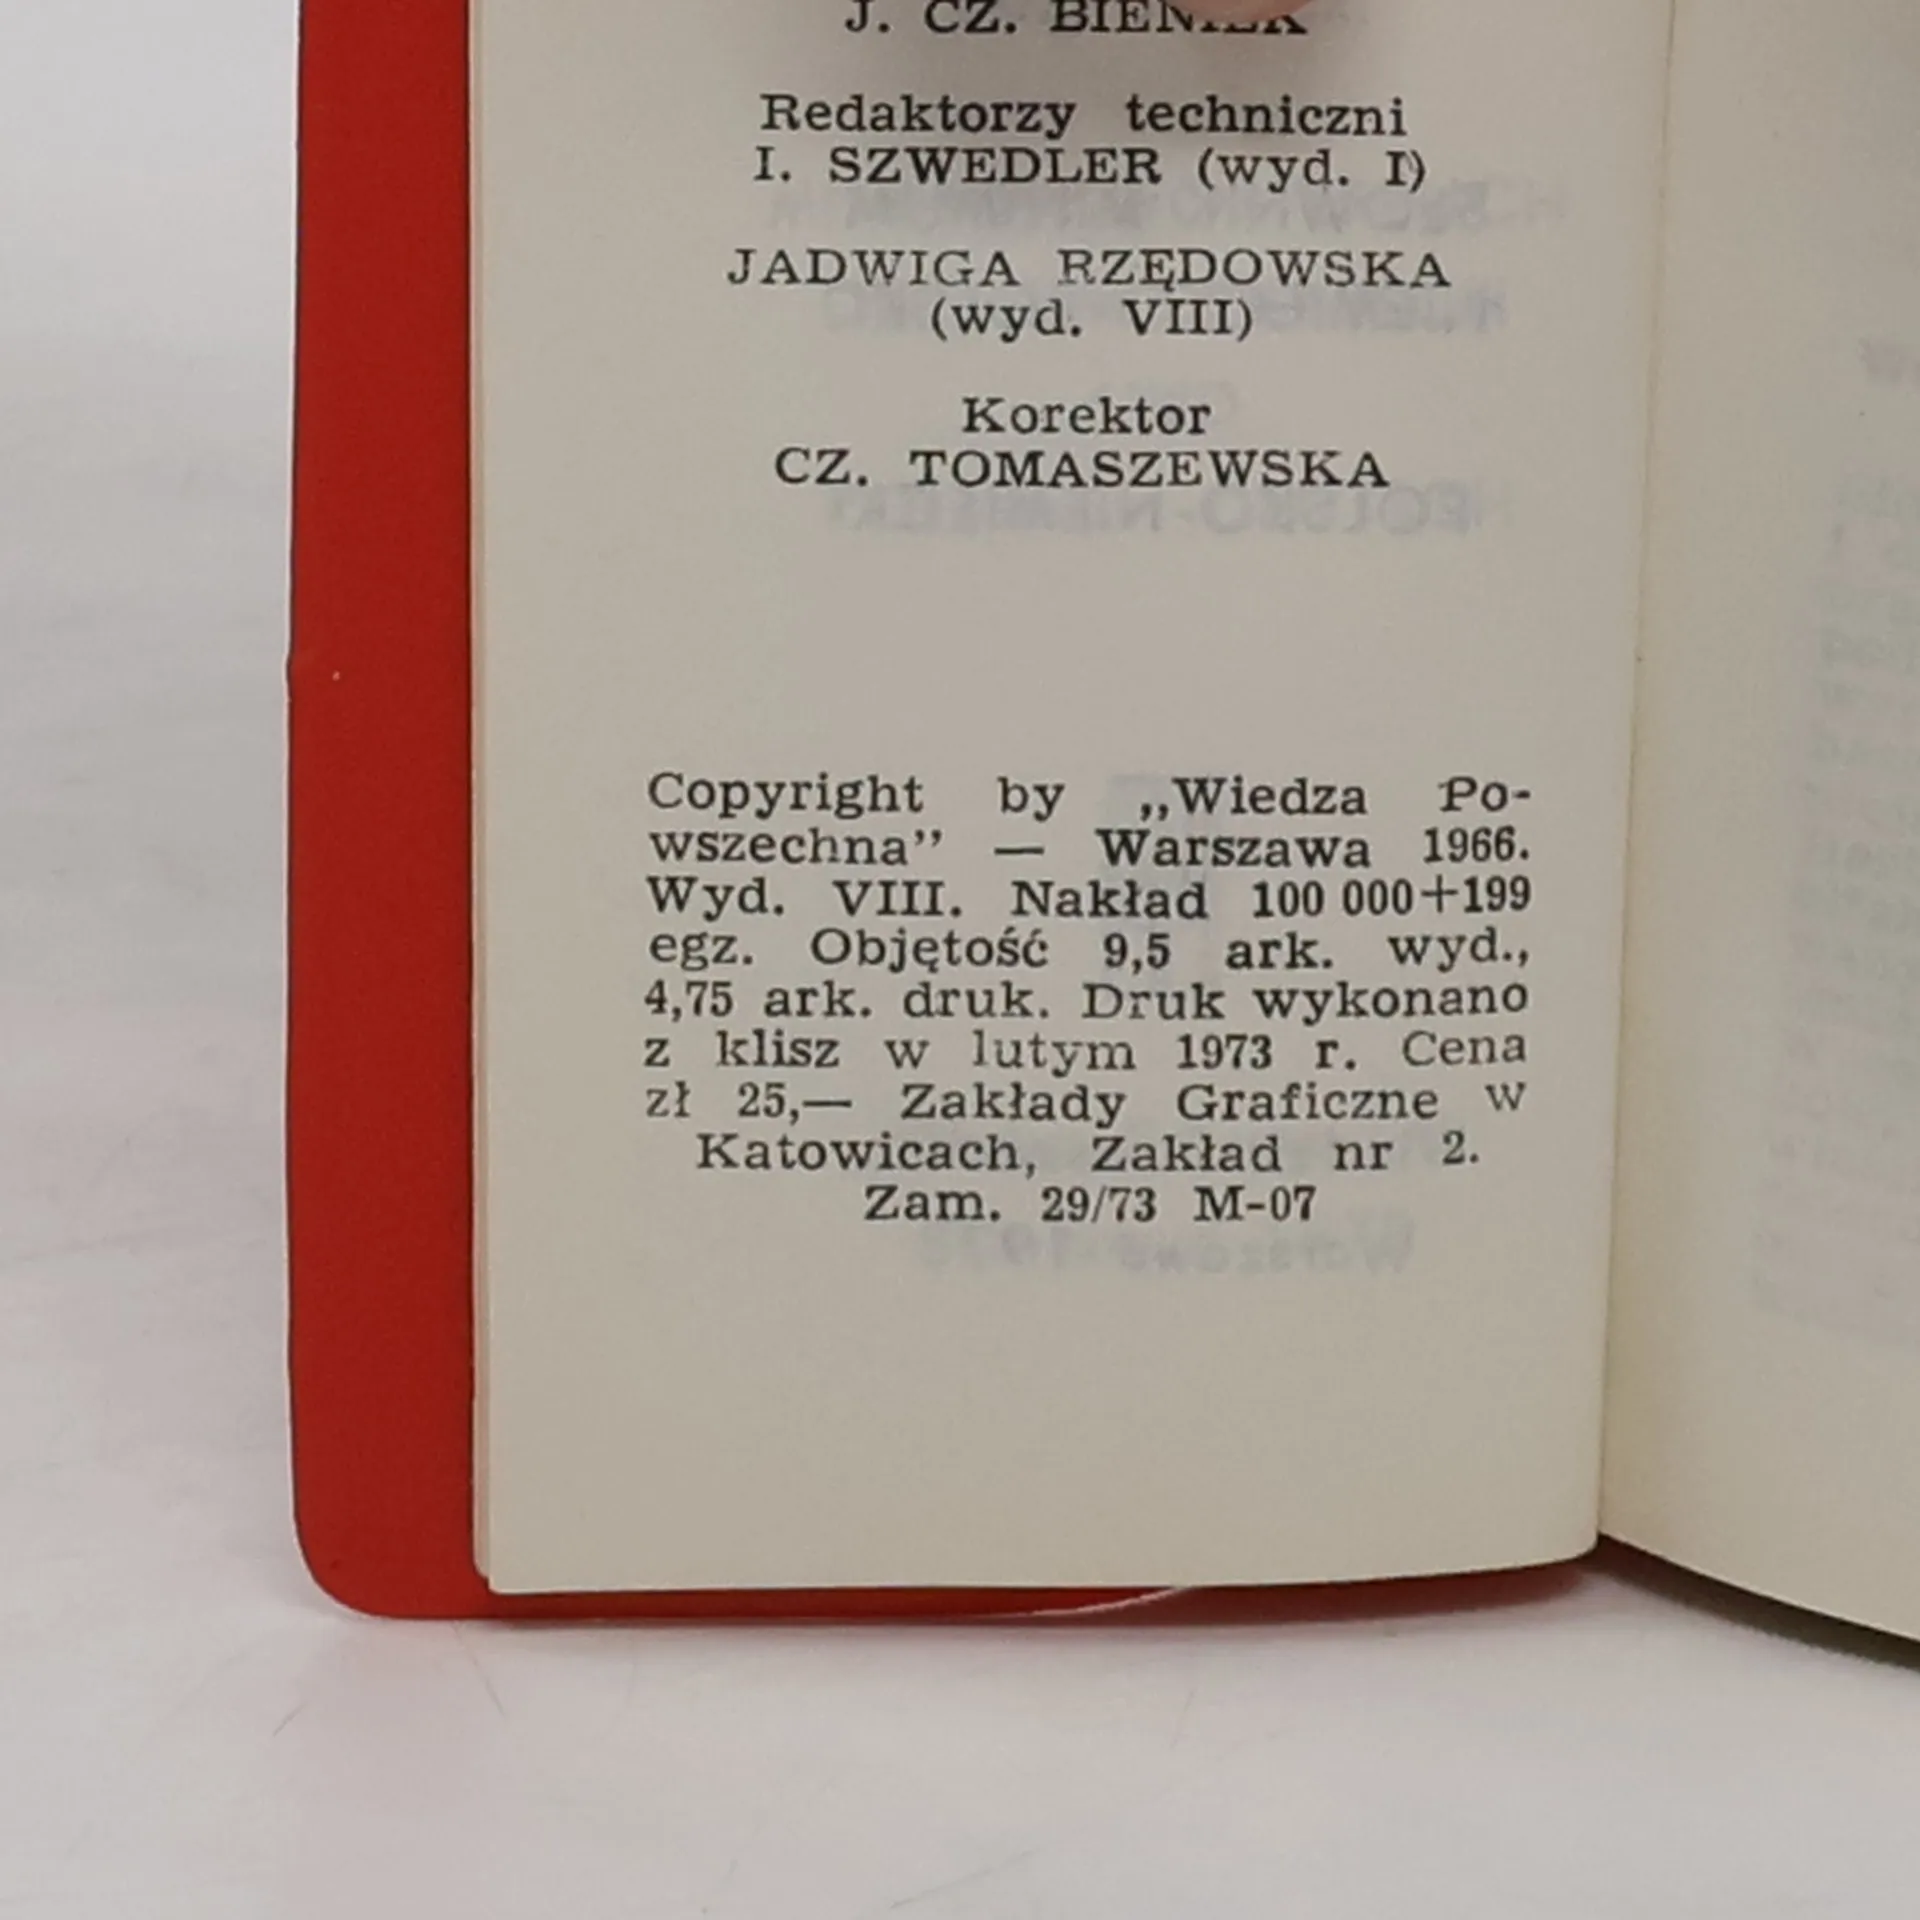 J. CZ. BIENIEK
Redaktorzy techniczni
I. SZWEDLER (wyd. I)
JADWIGA RZĘDOWSKA
(wyd. VIII)
Korektor
CZ. TOMASZEWSKA
Copyright by „Wiedza Po-
wszechna” — Warszawa 1966.
Wyd. VIII. Nakład 100 000+199
egz. Objętość 9,5 ark. wyd.,
4,75 ark. druk. Druk wykonano
z klisz w lutym 1973 r. Cena
zł 25,— Zakłady Graficzne w
Katowicach, Zakład nr 2.
Zam. 29/73 M-07